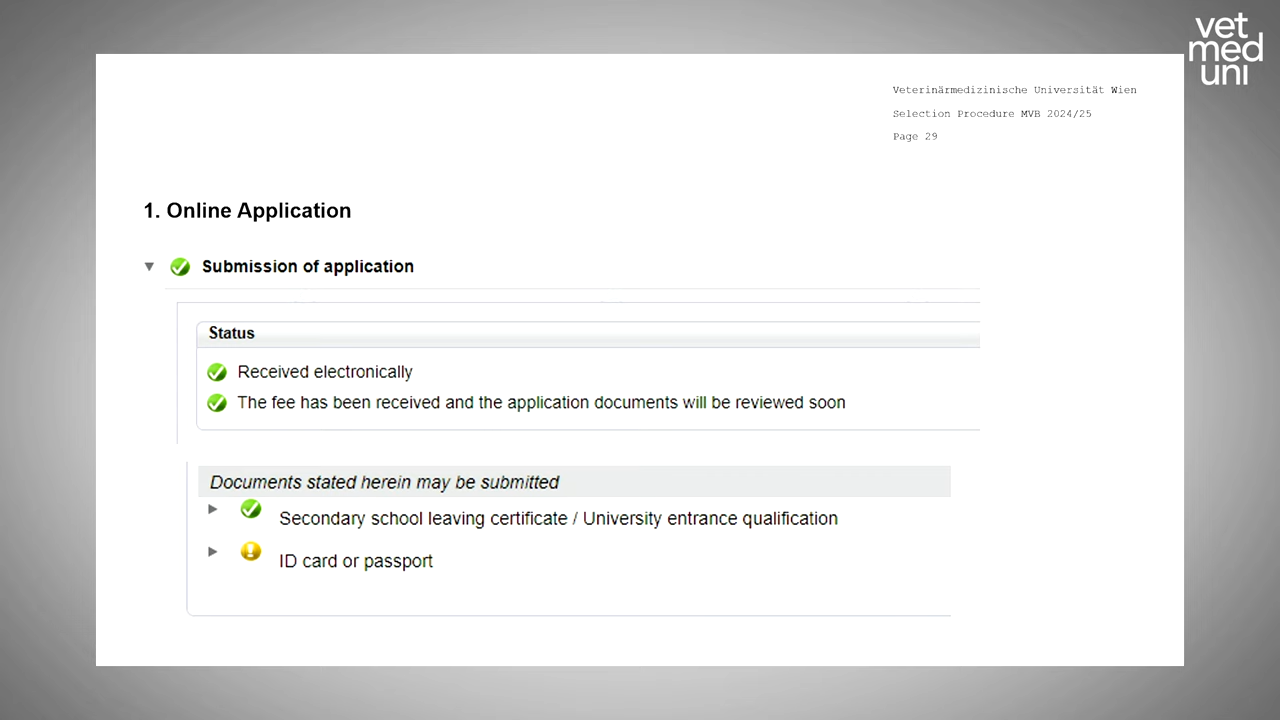 vet
med
uni
Veterinärmedizinische Universität Wien
Selection Procedure MVB 2024/25
Page 29
1. Online Application
Submission of application
Status
Received electronically
The fee has been received and the application documents will be reviewed soon
Documents stated herein may be submitted
Secondary school leaving certificate / University entrance qualification
ID card or passport